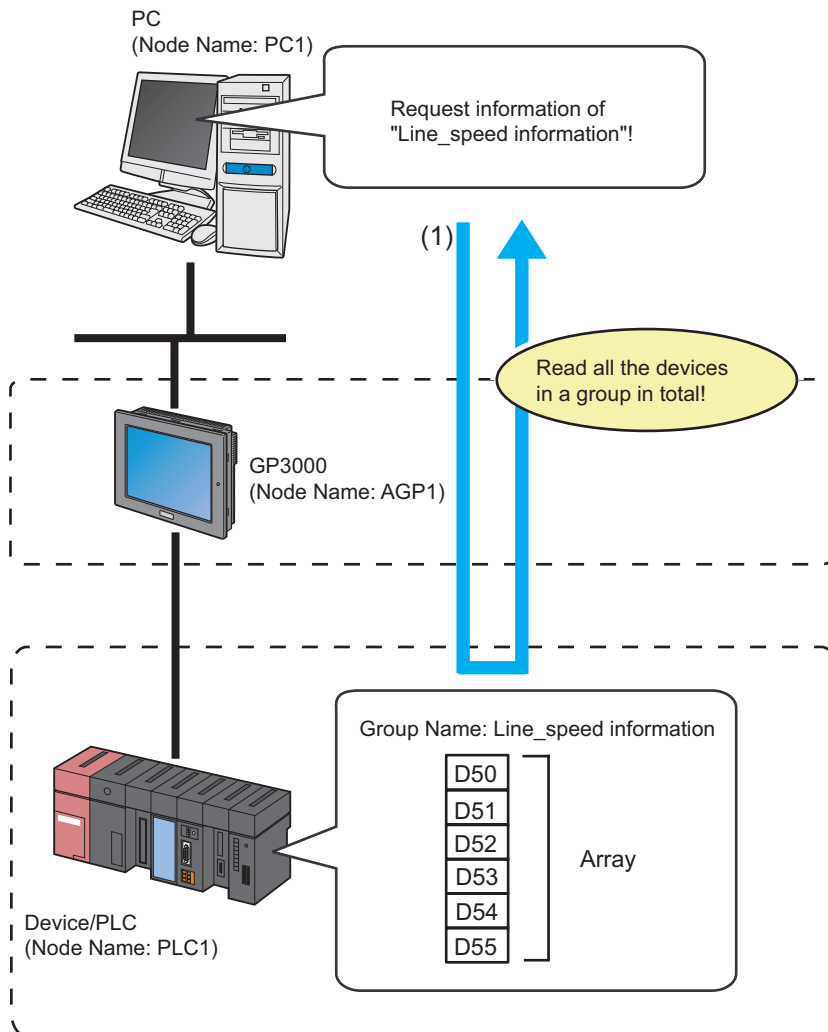 PC
(Node Name: PC1)
Request information of
"Line_speed information"!
(1)
Read all the devices
in a group in total!
GP3000
(Node Name: AGP1)
Group Name: Line_speed information
D50
D51
D52
D53
D54
D55
Array
Device/PLC
(Node Name: PLC1)